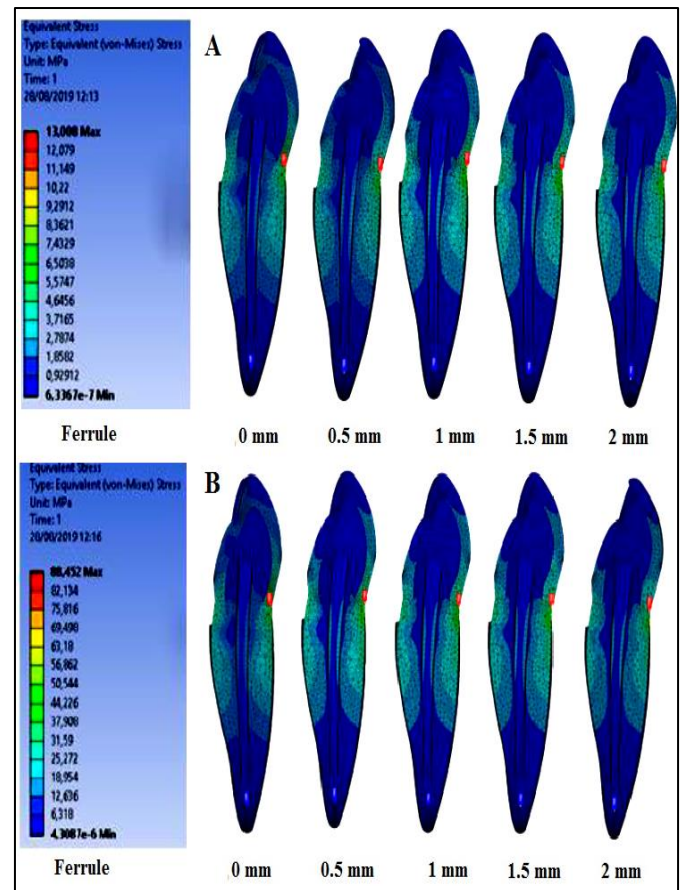 Equivalent Stress
Type: Equivalent (von-Mises) Stress
Unit: MPa
Time: 1
28/08/2019 12:13
13,008 Max
12,079
11,149
10,22
9,2912
8,3621
7,4329
6,5038
5,5747
4,6456
3,7165
2,7874
1,8582
0,92912
6,3367e-7 Min
A
Ferrule
,0 mm
0.5 mm
1 mm
1.5 mm
2 mm
Equivalent Stress
Type: Equivalent (von-Mises) Stress
Unit: MPa
Time: 1
28/08/2019 12:16
88,452 Max
82,134
75,816
69,498
63,18
56,862
50,544
44,226
37,908
31,59
25,272
18,954
12,636
6,318
4,3087e-6 Min
B
Ferrule
,0 mm
0.5 mm
1 mm
1.5 mm
2 mm